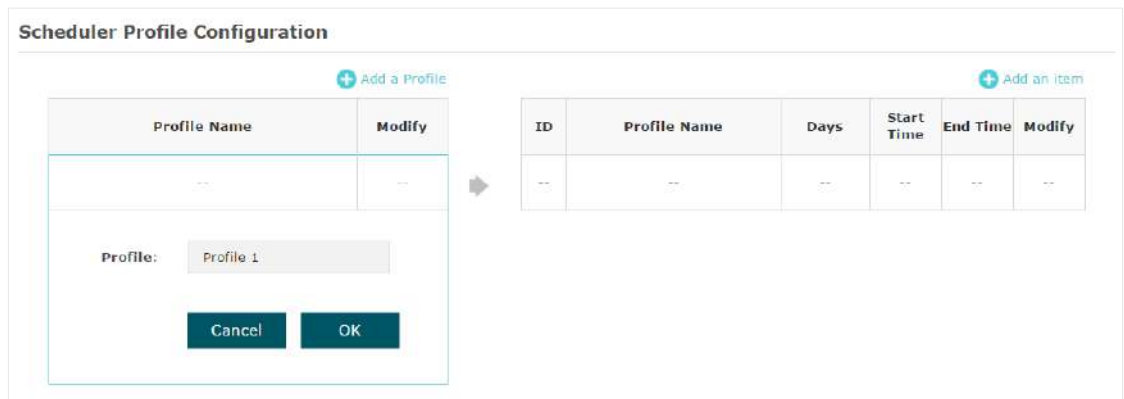 Scheduler Profile Configuration
Add a Profile
Add an item
Profile Name Modify
ID Profile Name Days Start Time End Time Modify
-- --
-- -- -- -- -- --
Profile: Profile 1
Cancel OK